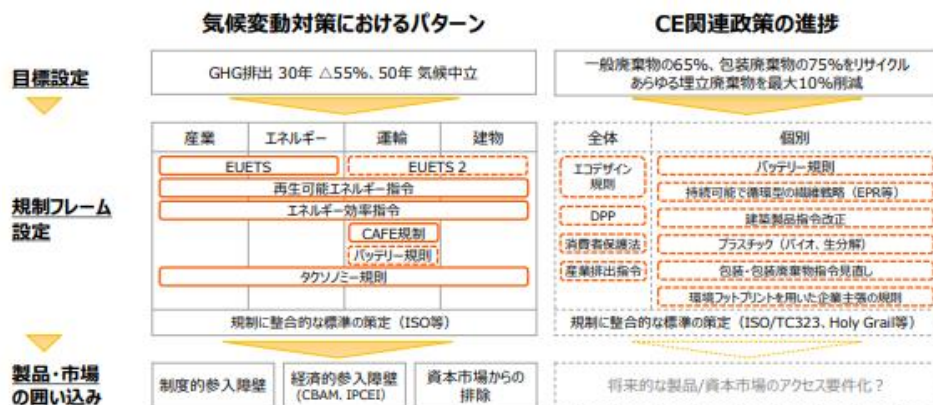 気候変動対策におけるパターン
CE関連政策の進捗
目標設定
GHG排出 30年 △55%、50年 気候中立
一般廃棄物の65%、包装廃棄物の75%をリサイクル
あらゆる埋立廃棄物を最大10%削減
規制フレーム
設定
産業
エネルギー
運輸
建物
EUETS
EUETS 2
再生可能エネルギー指令
エネルギー効率指令
CAFE規制
バッテリー規則
タクソノミー規則
規制に整合的な標準の策定（ISO等）
全体
個別
エコデザイン
規則
DPP
消費者保護法
産業排出指令
バッテリー規則
持続可能で循環型の繊維戦略（EPR等）
建築製品指令改正
プラスチック（バイオ、生分解）
包装・包装廃棄物指令見直し
環境フットプリントを用いた企業主張の規則
規制に整合的な標準の策定（ISO/TC323、Holy Grail等）
製品・市場
の囲い込み
制度的参入障壁
経済的参入障壁
(CBAM, IPCEI)
資本市場からの
排除
将来的な製品/資本市場のアクセス要件化？